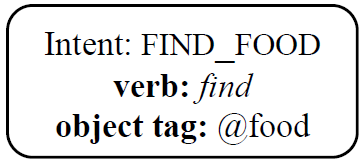 Intent: FIND_FOOD
verb: find
object tag: @food